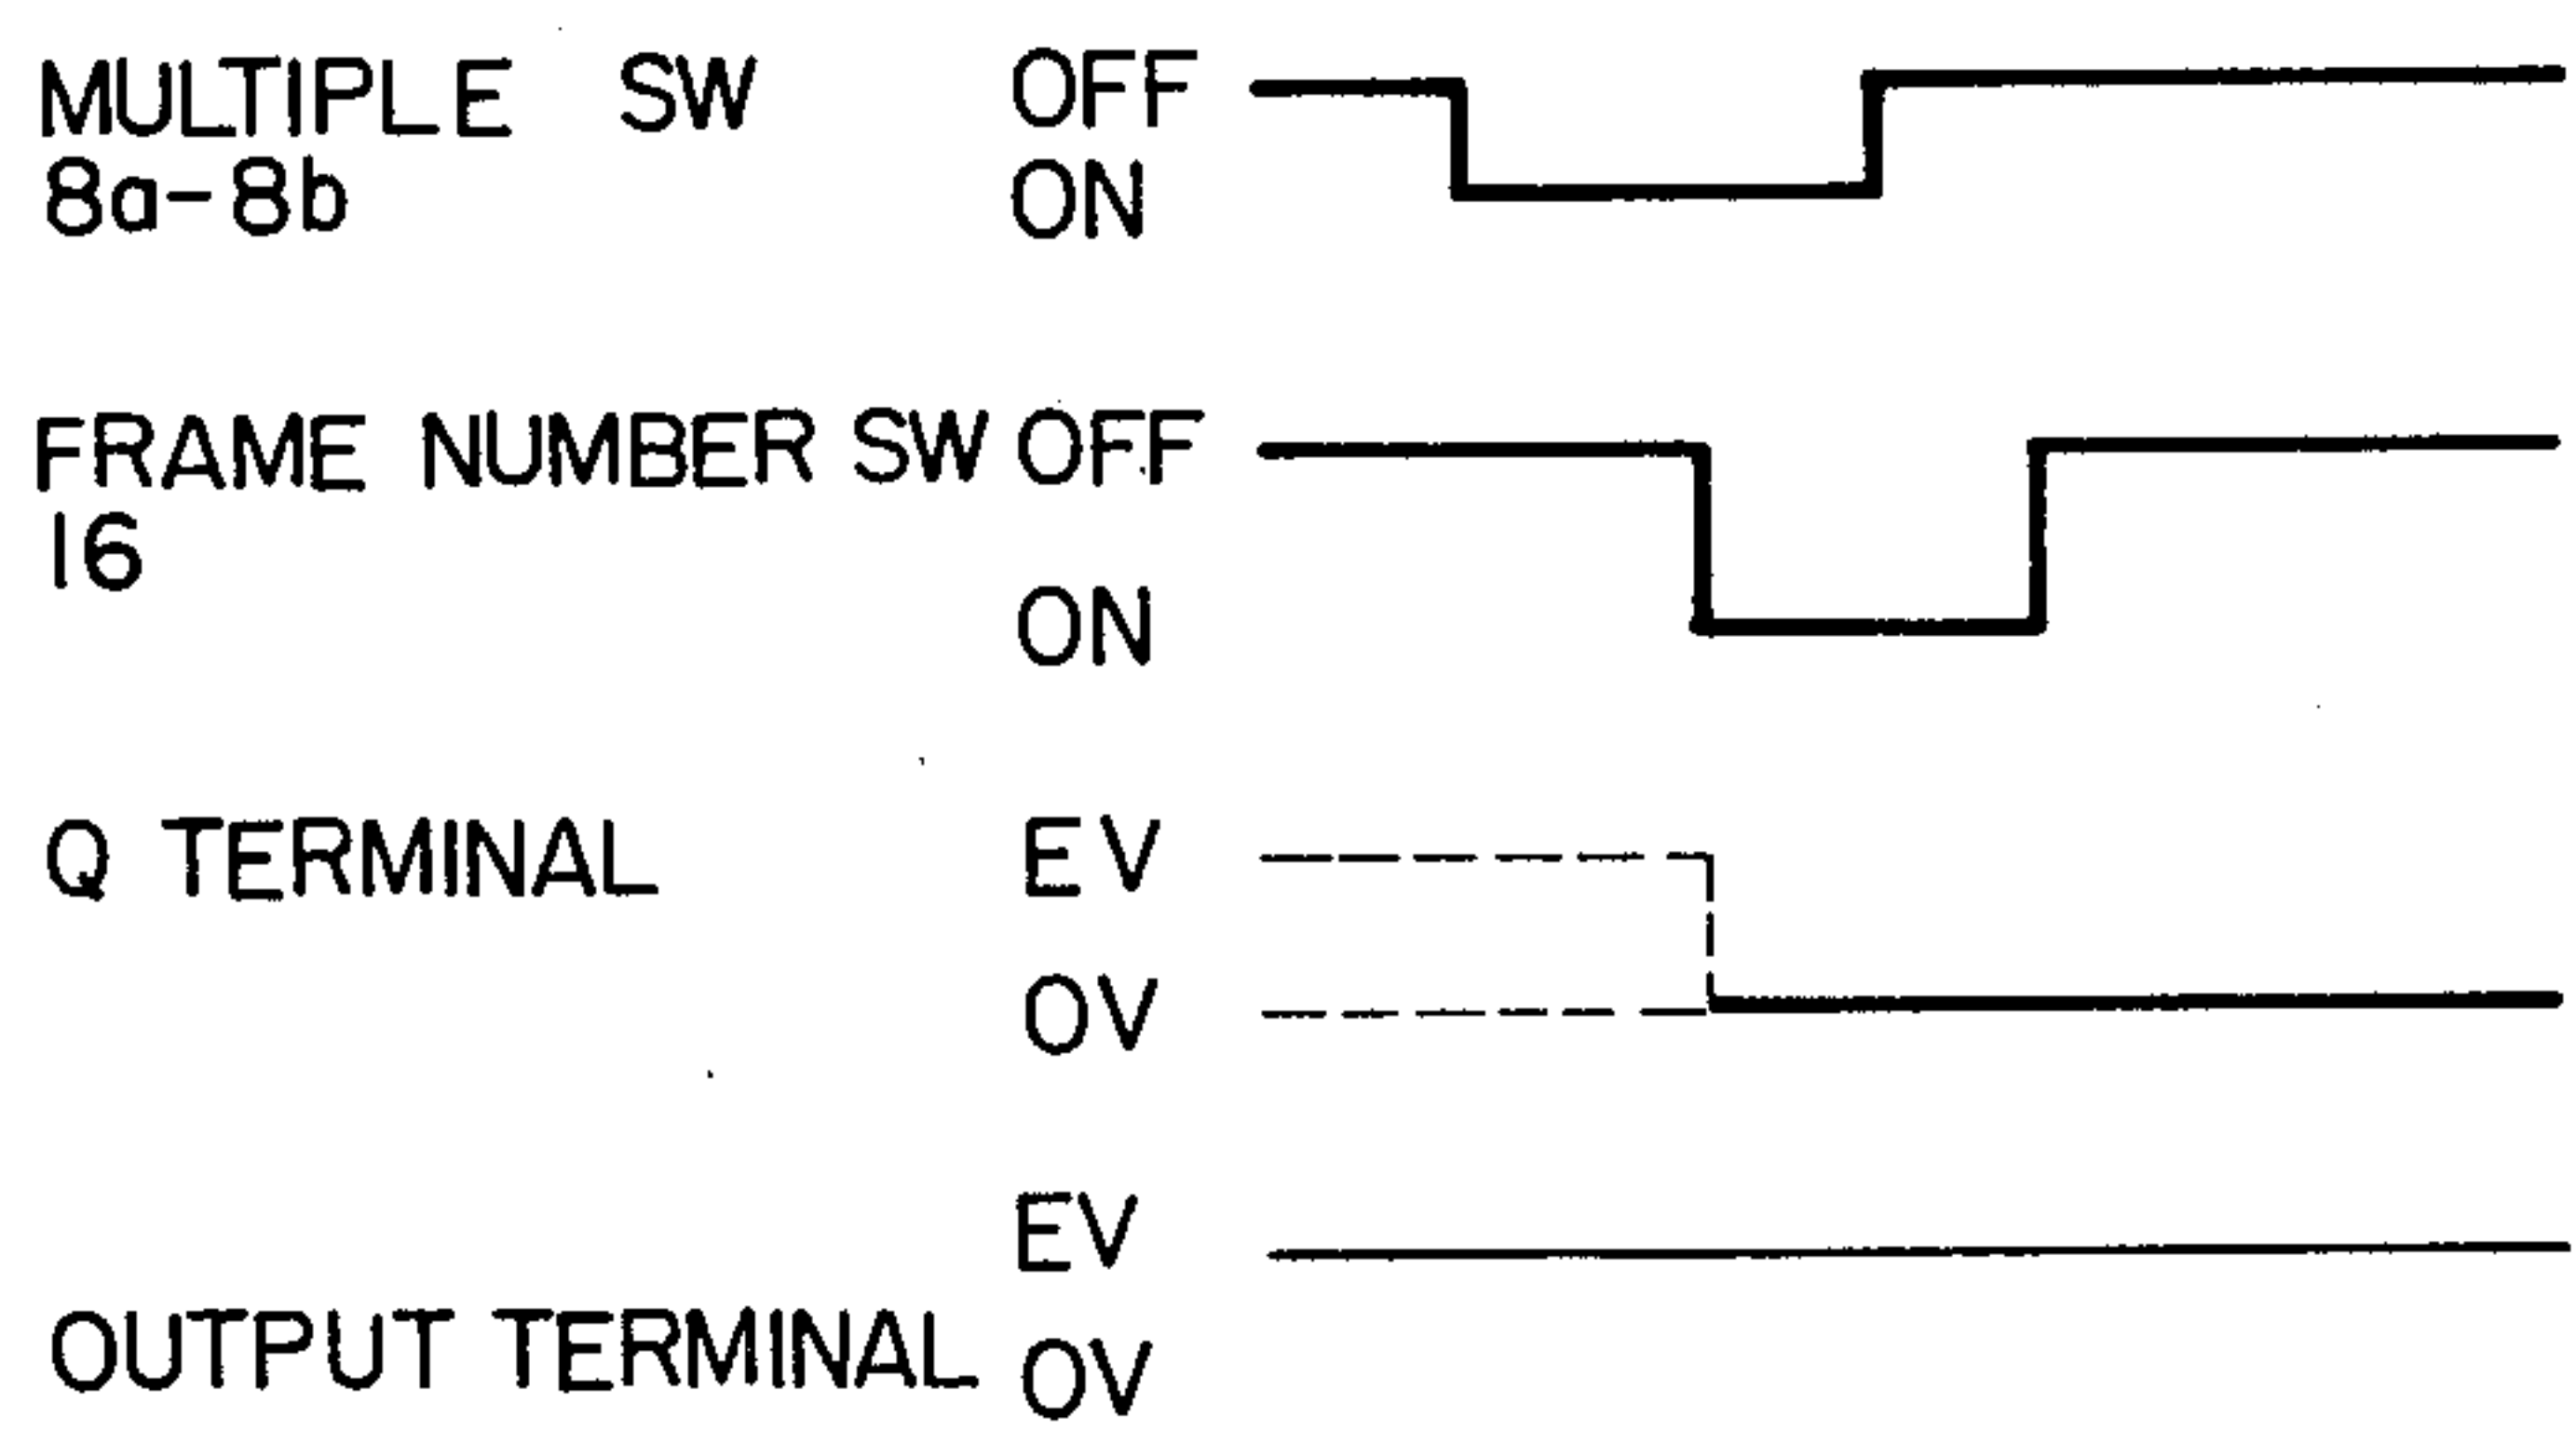 MULTIPLE SW OFF
8a-8b ON
FRAME NUMBER SW OFF
16
ON
Q TERMINAL EV
OV
EV
OUTPUT TERMINAL OV